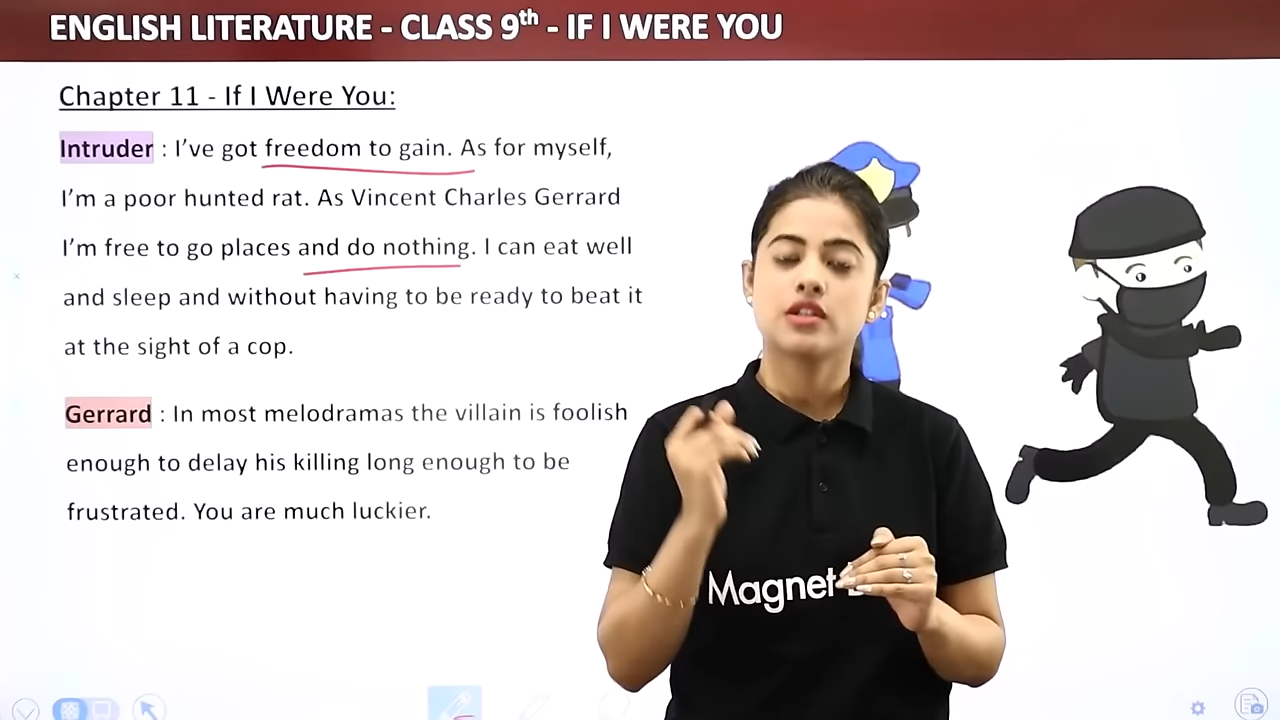 ENGLISH LITERATURE - CLASS 9th - IF I WERE YOU
Chapter 11 - If I Were You:
Intruder : I've got freedom to gain. As for myself,
I'm a poor hunted rat. As Vincent Charles Gerrard
I'm free to go places and do nothing. I can eat well
and sleep and without having to be ready to beat it
at the sight of a cop.
Gerrard : In most melodramas the villain is foolish
enough to delay his killing long enough to be
frustrated. You are much luckier.
Magnet